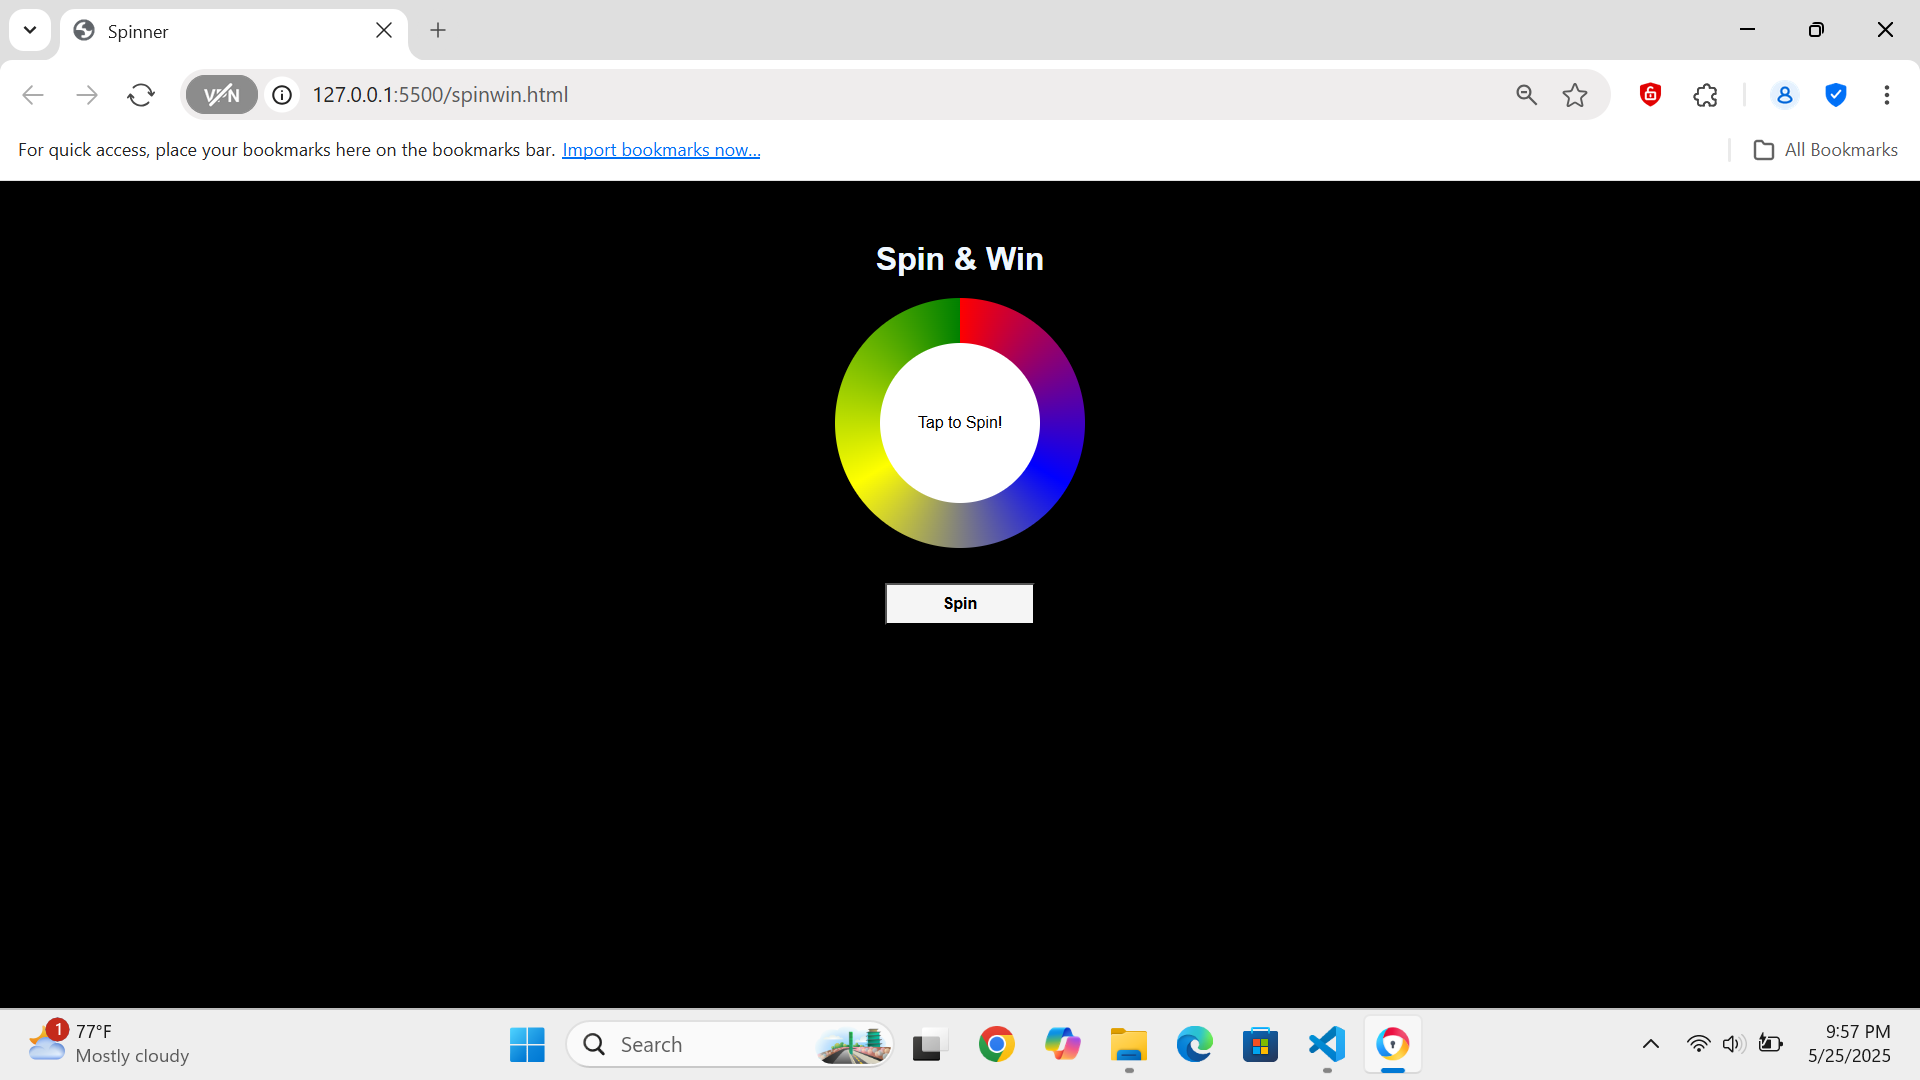 Spinner
VPN
127.0.0.1:5500/spinwin.html
For quick access, place your bookmarks here on the bookmarks bar. Import bookmarks now...
All Bookmarks
Spin & Win
Tap to Spin!
Spin
1
77°F
Mostly cloudy
Search
9:57 PM
5/25/2025